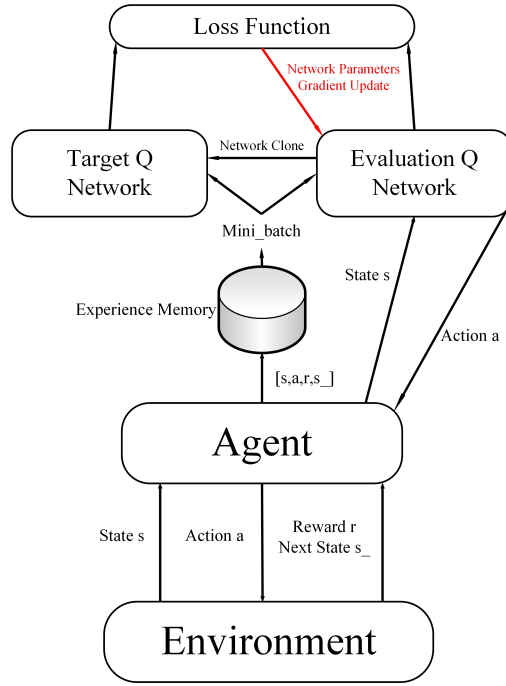 Loss Function
Network Parameters
Gradient Update
Target Q
Network
Network Clone
Evaluation Q
Network
Mini_batch
State s
Experience Memory
Action a
[s,a,r,s_]
Agent
State s
Action a
Reward r
Next State s_
Environment